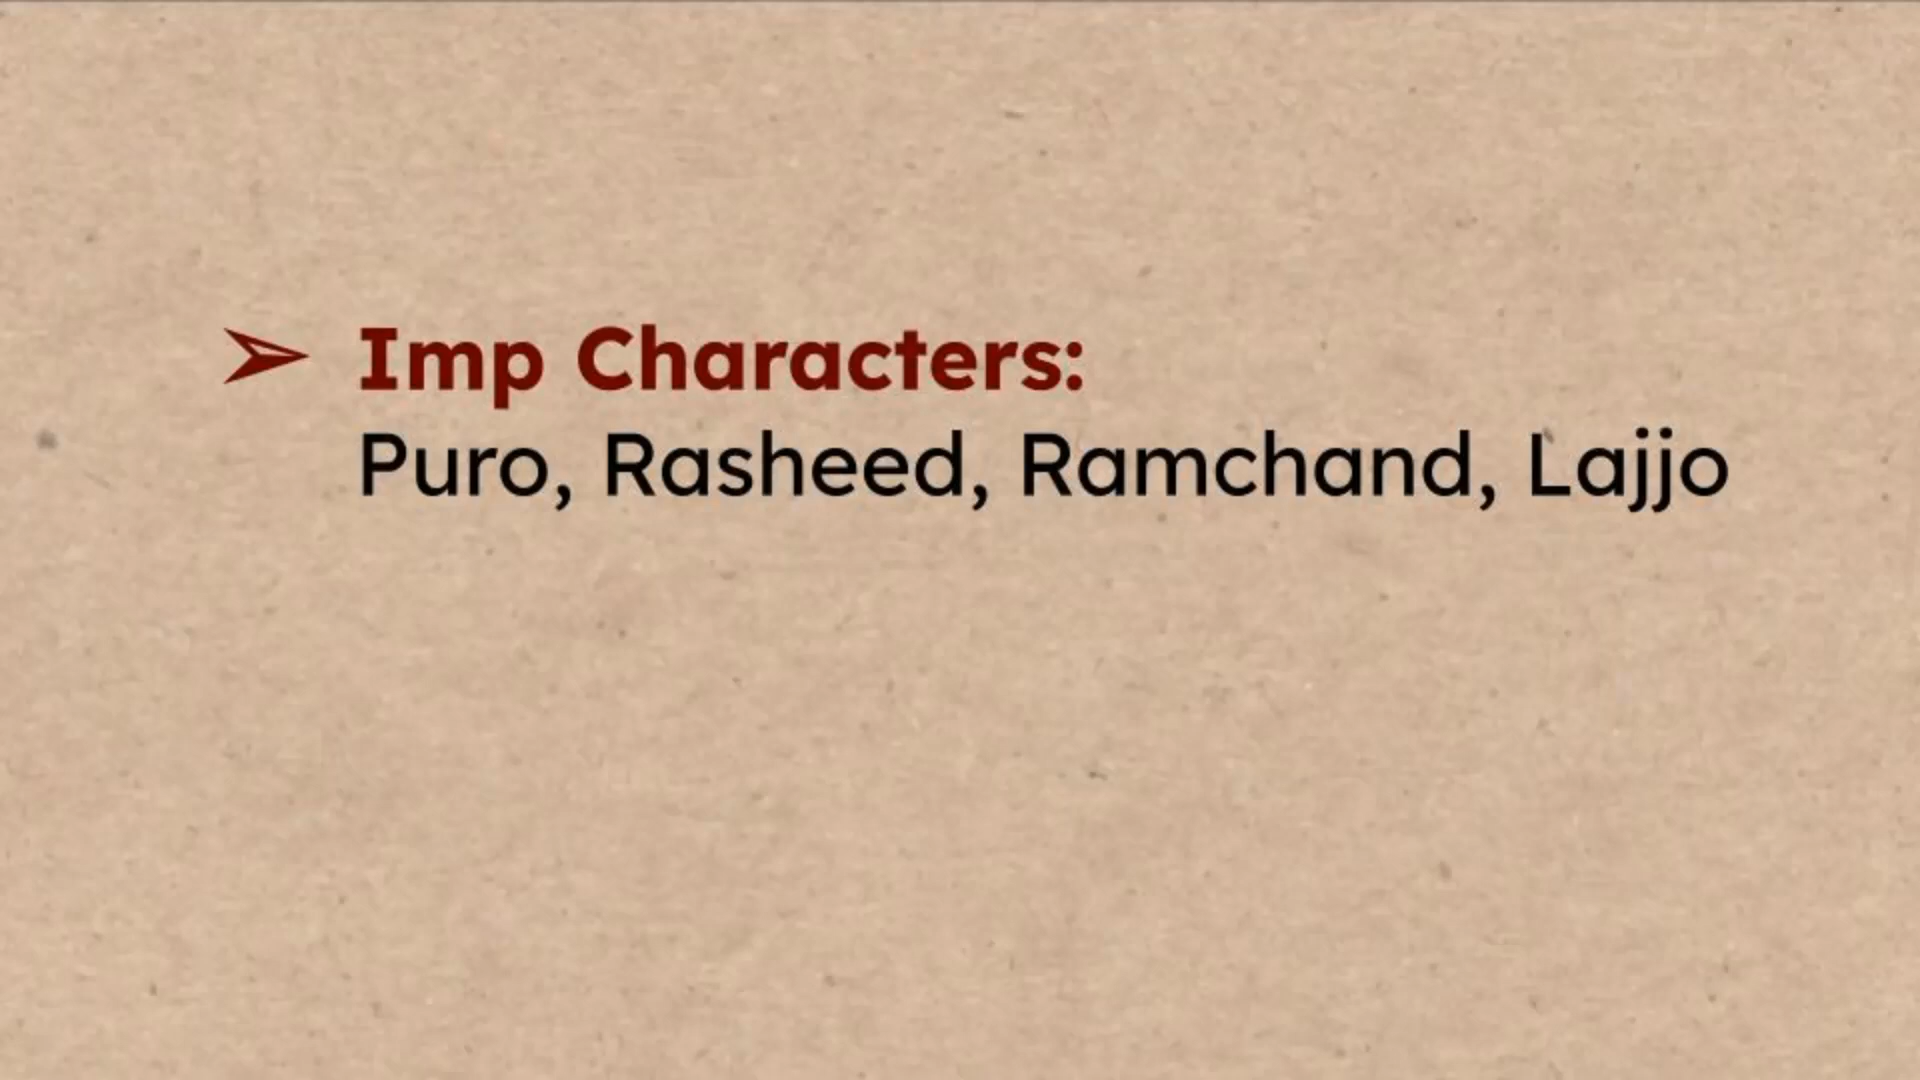 ➢ Imp Characters:
Puro, Rasheed, Ramchand, Lajjo